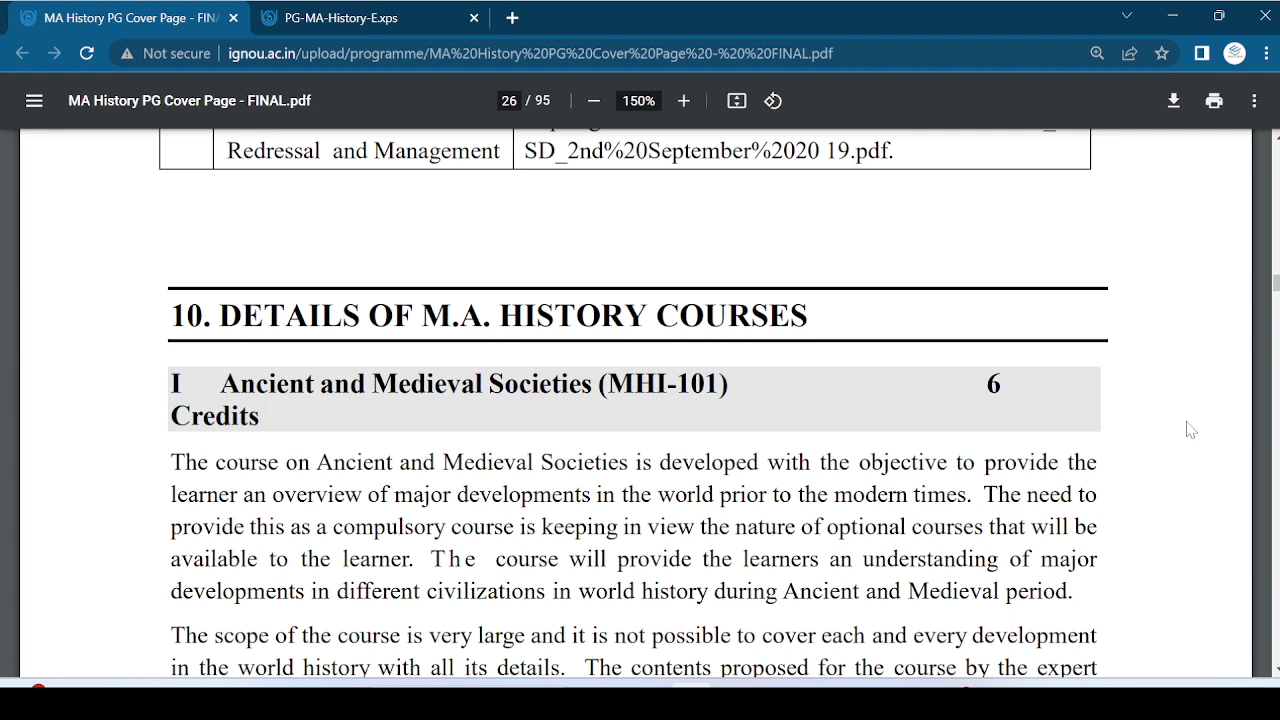 MA History PG Cover Page - FIN
PG-MA-History-E.xps
Not secure
ignou.ac.in/upload/programme/MA%20History%20PG%20Cover%20Page%20-%20%20FINAL.pdf
MA History PG Cover Page - FINAL.pdf
26 / 95
150%
Redressal and Management
SD_2nd%20September%2020 19.pdf.
10. DETAILS OF M.A. HISTORY COURSES
I Ancient and Medieval Societies (MHI-101) 6
Credits
The course on Ancient and Medieval Societies is developed with the objective to provide the
learner an overview of major developments in the world prior to the modern times. The need to
provide this as a compulsory course is keeping in view the nature of optional courses that will be
available to the learner. The course will provide the learners an understanding of major
developments in different civilizations in world history during Ancient and Medieval period.
The scope of the course is very large and it is not possible to cover each and every development
in the world history with all its details. The contents proposed for the course by the expert